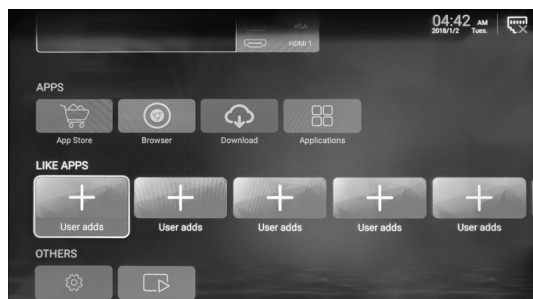 VGA
HDMI 1
04:42 AM
2018/1/2 Tues.
APPS
App Store
Browser
Download
Applications
LIKE APPS
User adds
User adds
User adds
User adds
User adds
OTHERS